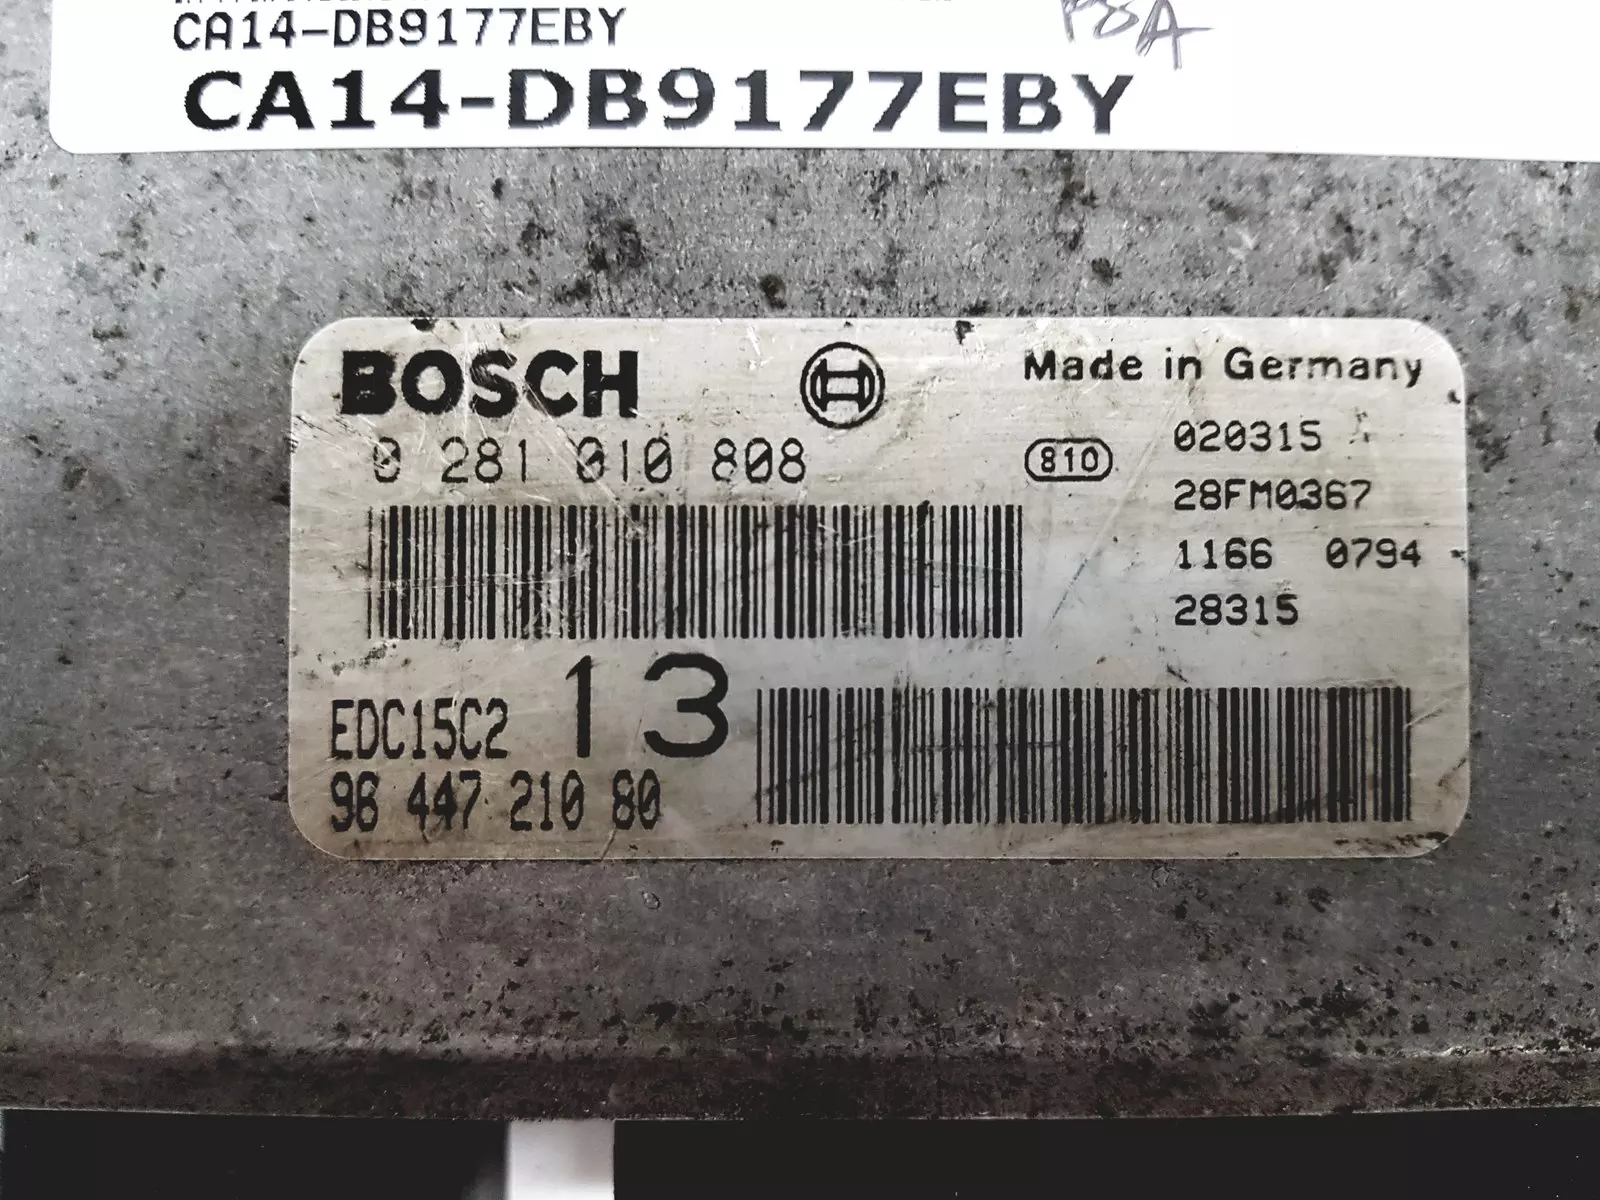 CA14-DB9177EBY
PSA
CA14-DB9177EBY
BOSCH
Made in Germany
0 281 010 808
810
020315
28FM0367
1166 0794
28315
EDC15C2
13
96 447 210 80